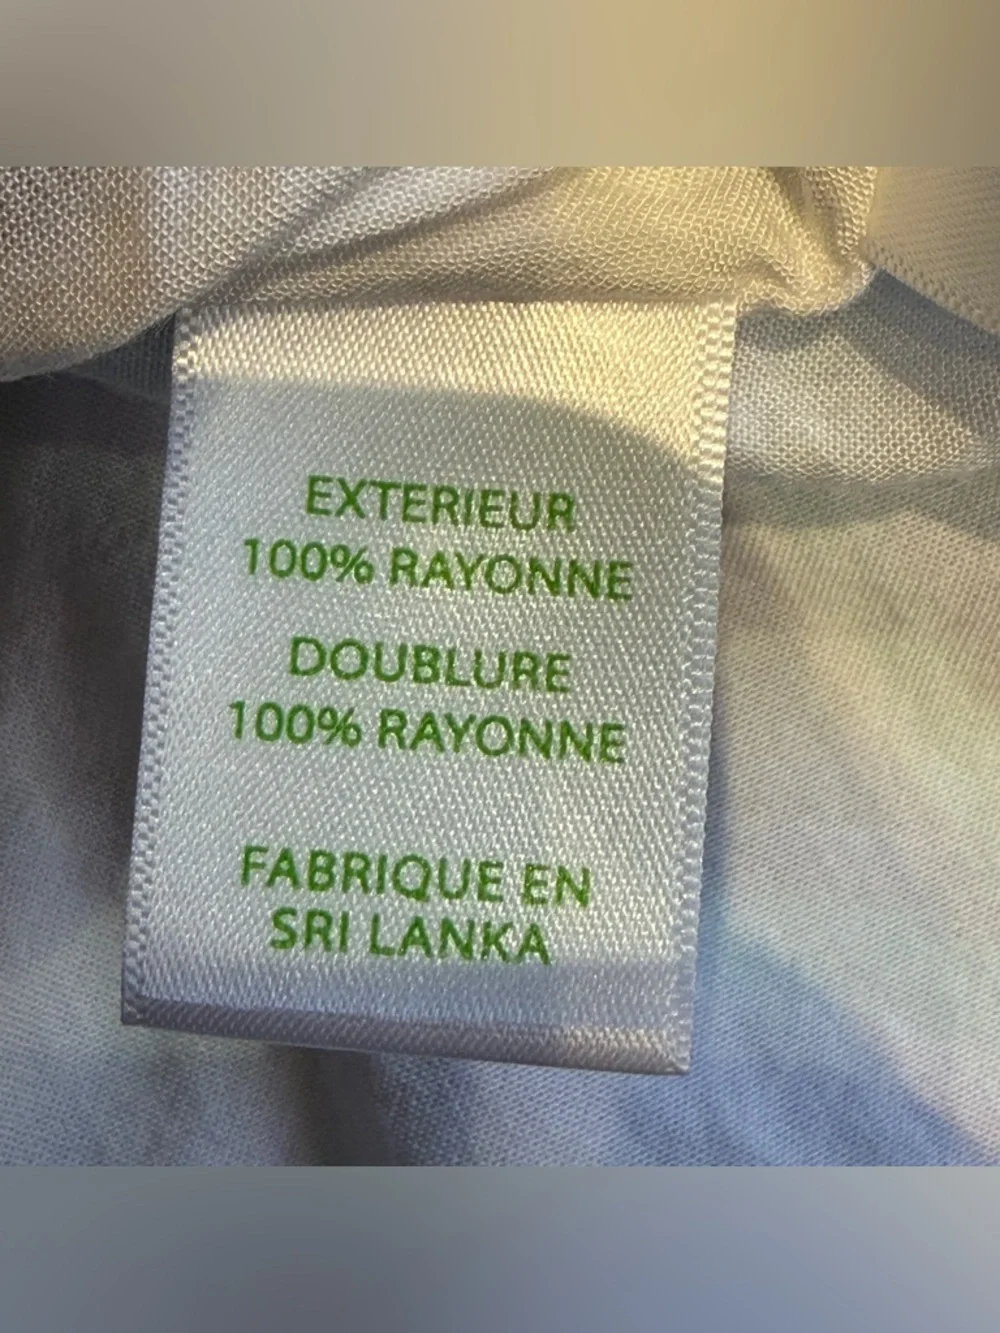 EXTERIEUR
100% RAYONNE
DOUBLURE
100% RAYONNE
FABRIQUE EN
SRI LANKA